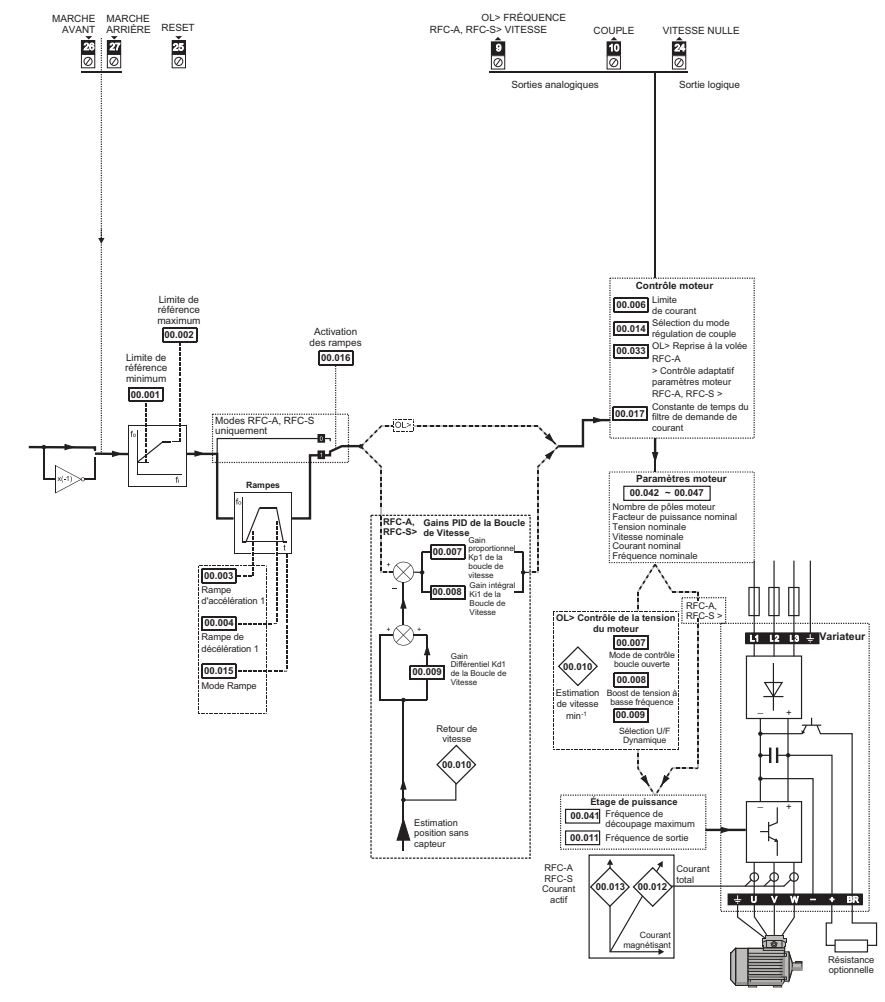 MARCHE
AVANT
MARCHE
ARRIÈRE
RESET
26
27
25
OL> FRÉQUENCE
RFC-A, RFC-S> VITESSE
COUPLE
VITESSE NULLE
9
10
24
Sorties analogiques
Sortie logique
Limite de
référence
maximum
00.002
Limite de
référence
minimum
00.001
Activation
des rampes
00.016
Contrôle moteur
00.006
Limite
de courant
00.014
Sélection du mode
régulation de couple
00.033
OL> Reprise à la volée
RFC-A
> Contrôle adaptatif
paramètres moteur
RFC-A, RFC-S >
00.017
Constante de temps du
filtre de demande de
courant
Modes RFC-A, RFC-S
uniquement
0
1
OL>
x(-1)
Rampes
t
00.003
Rampe
d'accélération 1
00.004
Rampe de
décélération 1
00.015
Mode Rampe
RFC-A,
RFC-S>
Gains PID de la Boucle
de Vitesse
00.007
Gain
proportionnel
Kp1 de la
boucle de
vitesse
00.008
Gain intégral
Ki1 de la
Boucle de
Vitesse
+
–
+
+
00.009
Gain
Différentiel Kd1
de la Boucle de
Vitesse
Retour de
vitesse
00.010
Estimation
position sans
capteur
Paramètres moteur
00.042 ~ 00.047
Nombre de pôles moteur
Facteur de puissance nominal
Tension nominale
Vitesse nominale
Courant nominal
Fréquence nominale
RFC-A,
RFC-S >
OL> Contrôle de la tension
du moteur
00.007
Mode de contrôle
boucle ouverte
00.010
Estimation
de vitesse
min-1
00.008
Boost de tension à
basse fréquence
00.009
Sélection U/F
Dynamique
Étage de puissance
00.041
Fréquence de
découpage maximum
00.011
Fréquence de sortie
L1 L2 L3
Variateur
– +
– +
RFC-A
RFC-S
Courant
actif
00.013
00.012
Courant
total
Courant
magnétisant
U V W – + BR
Résistance
optionnelle